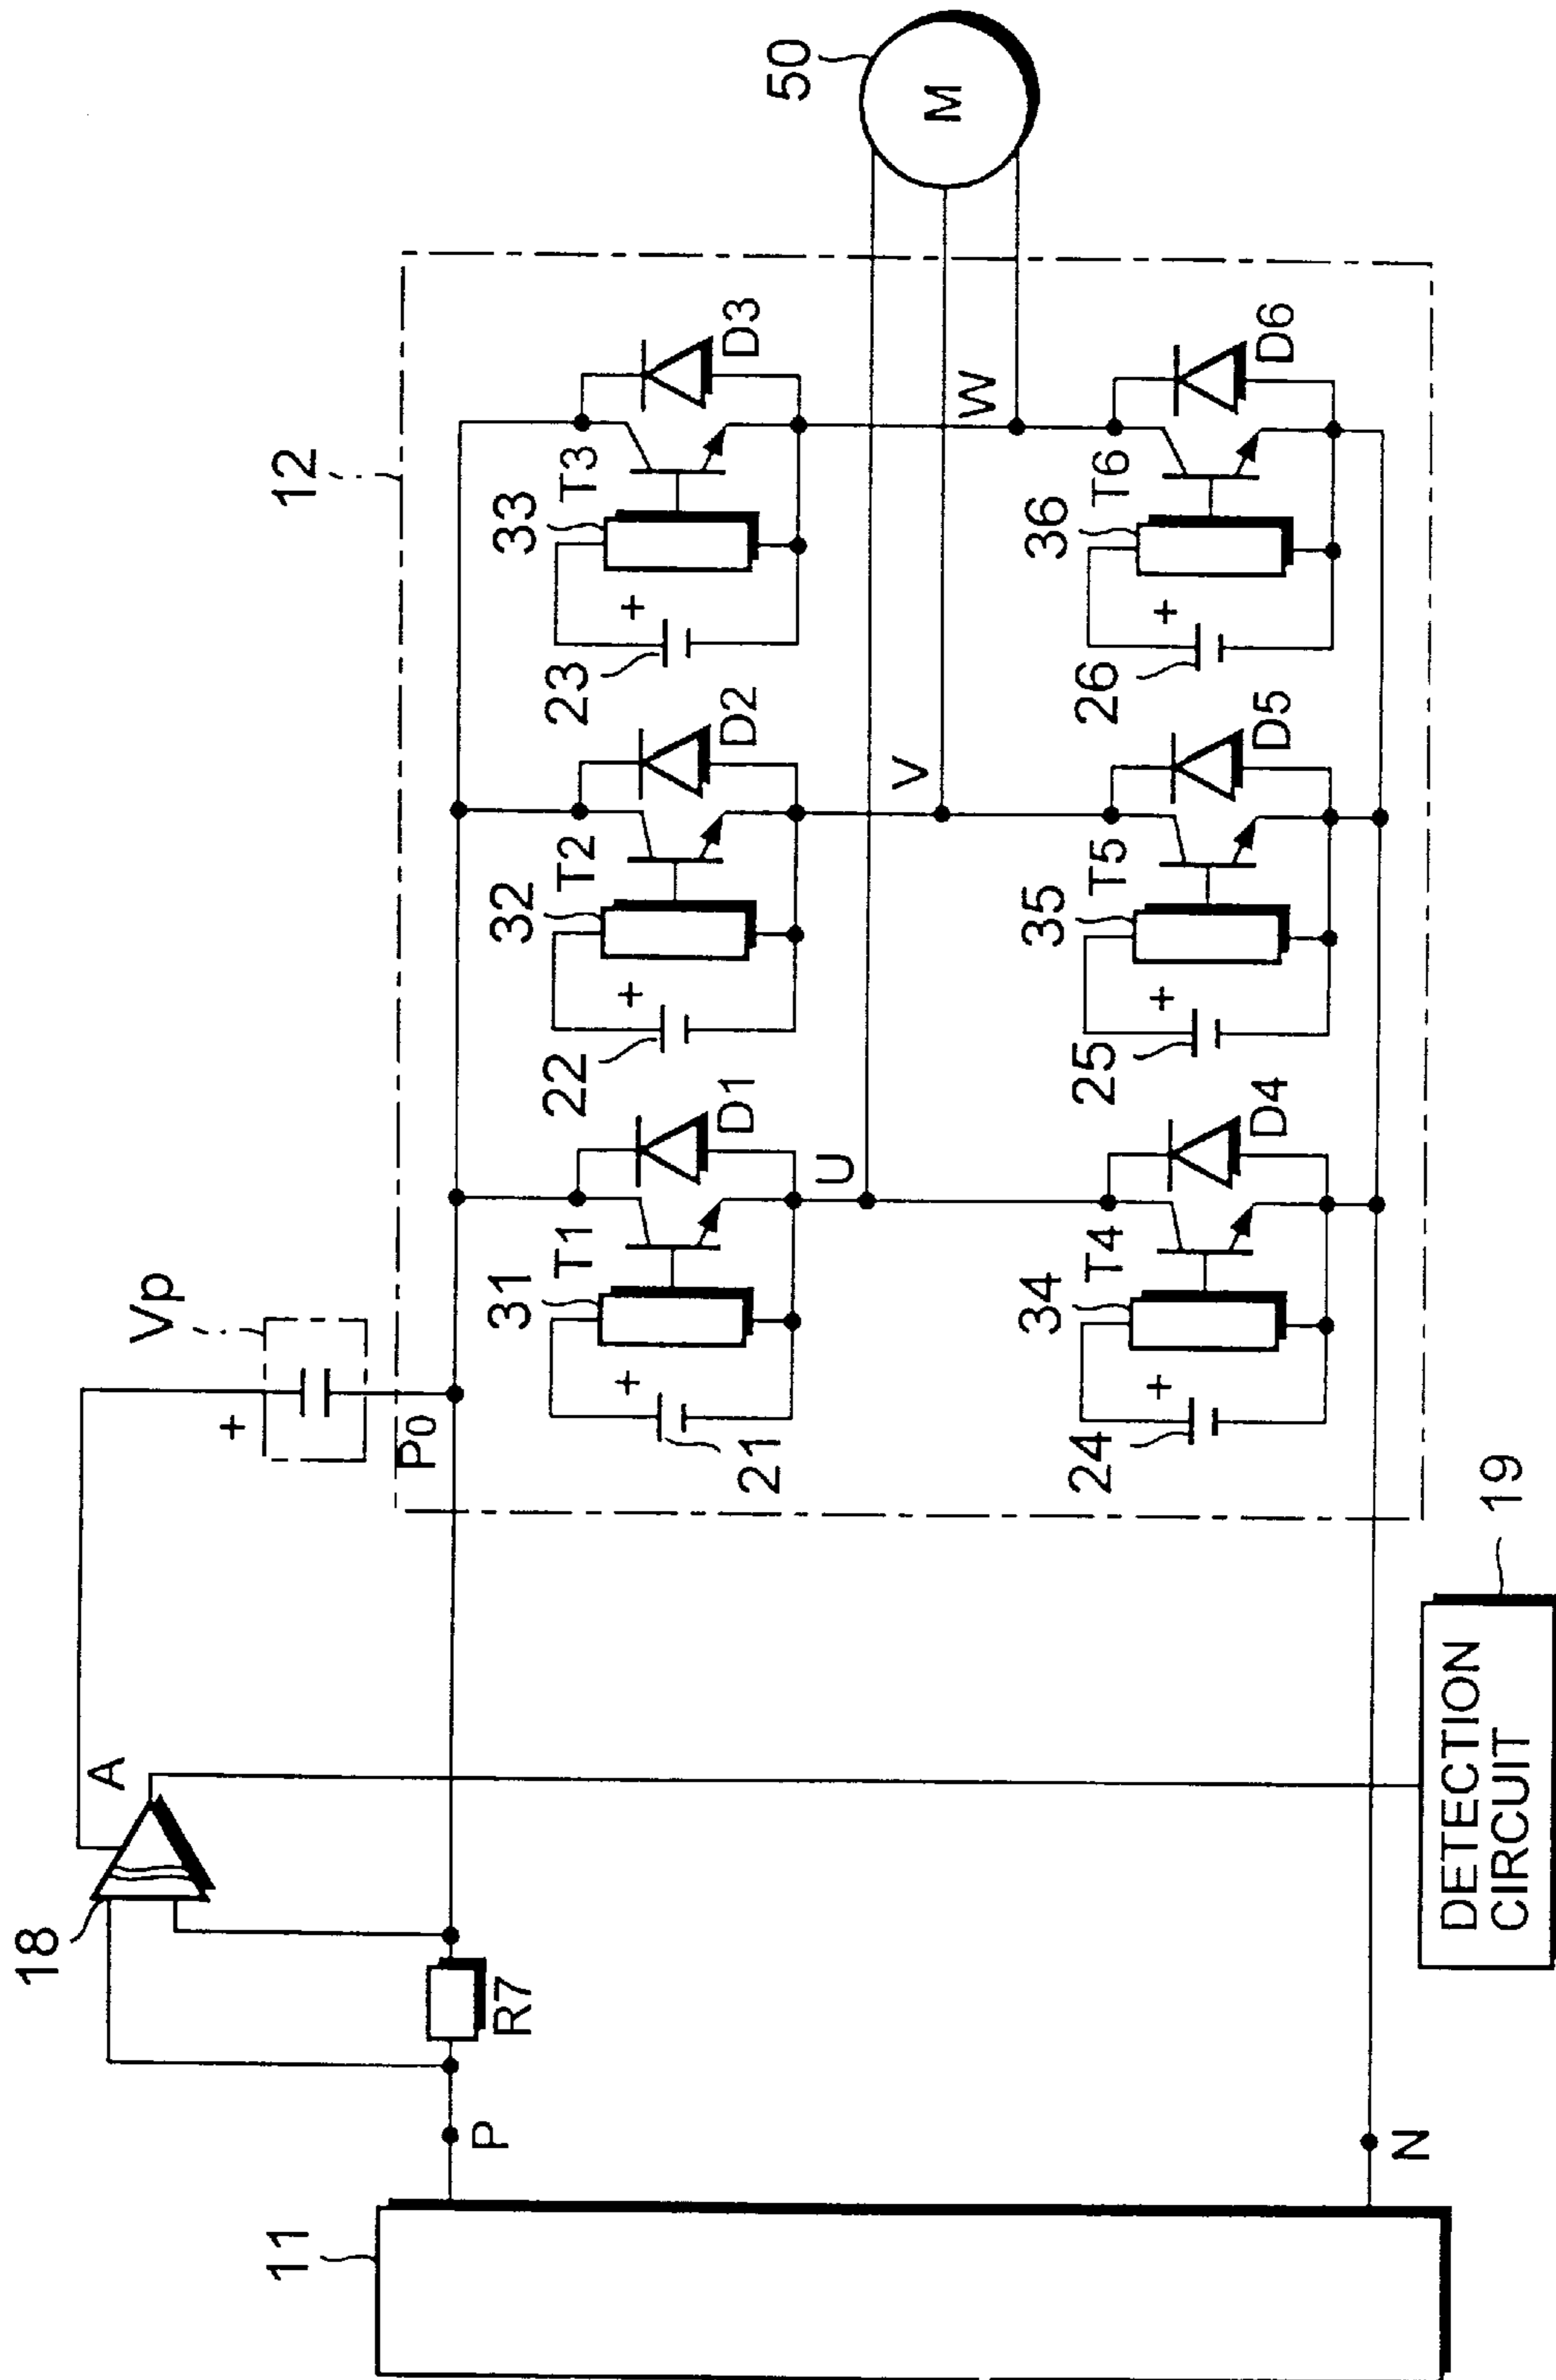 11
P
N
R7
18
A
DETECTION
CIRCUIT
19
Vp
+
P0
12
21
+
31
T1
D1
22
+
32
T2
D2
23
+
33
T3
D3
U
V
W
24
+
34
T4
D4
25
+
35
T5
D5
26
+
36
T6
D6
50
M